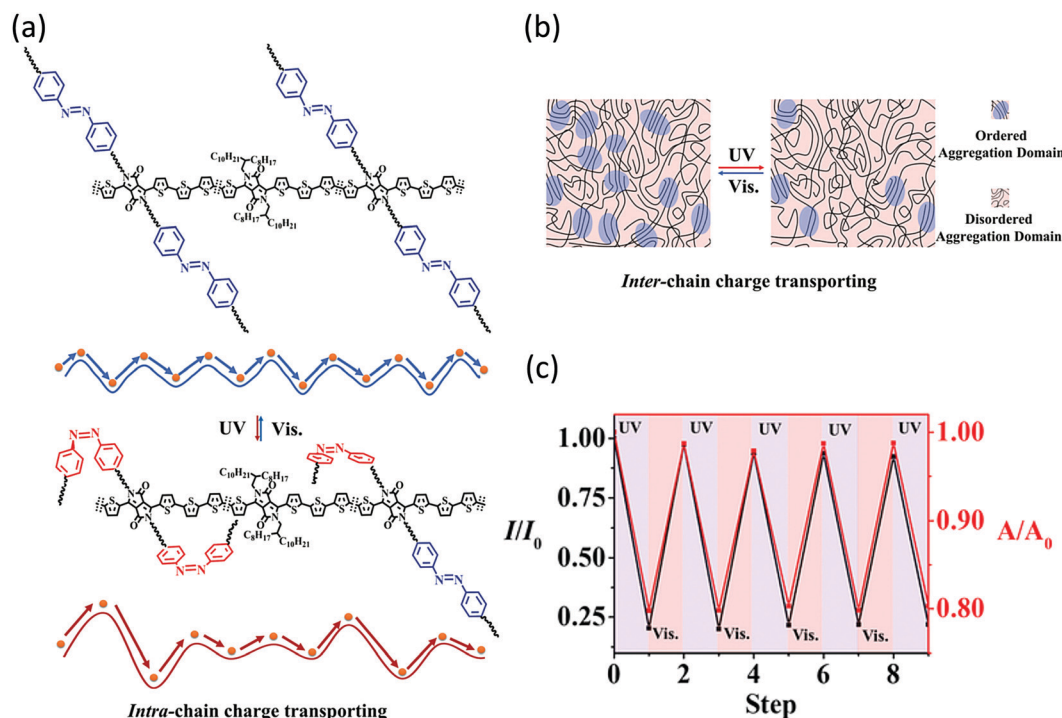 (a)
N=N
N=N
C10H21
C8H17
O
N
S
S
S
S
N
O
S
S
S
O
N
S
S
S
N
O
N
O
N
O
C8H17
C10H21
N=N
N=N
UV
Vis.
N=N
N=N
C10H21
C8H17
N
O
S
S
S
S
N
O
S
S
S
N
O
S
S
S
O
N
O
N
O
N
C8H17
C10H21
N=N
N=N
Intra-chain charge transporting
(b)
UV
Vis.
Ordered
Aggregation Domain
Disordered
Aggregation Domain
Inter-chain charge transporting
(c)
UV
UV
UV
UV
UV
1.00
0.75
0.50
0.25
I/I0
1.00
0.90
0.80
A/A0
Vis.
Vis.
Vis.
Vis.
0
2
4
6
8
Step